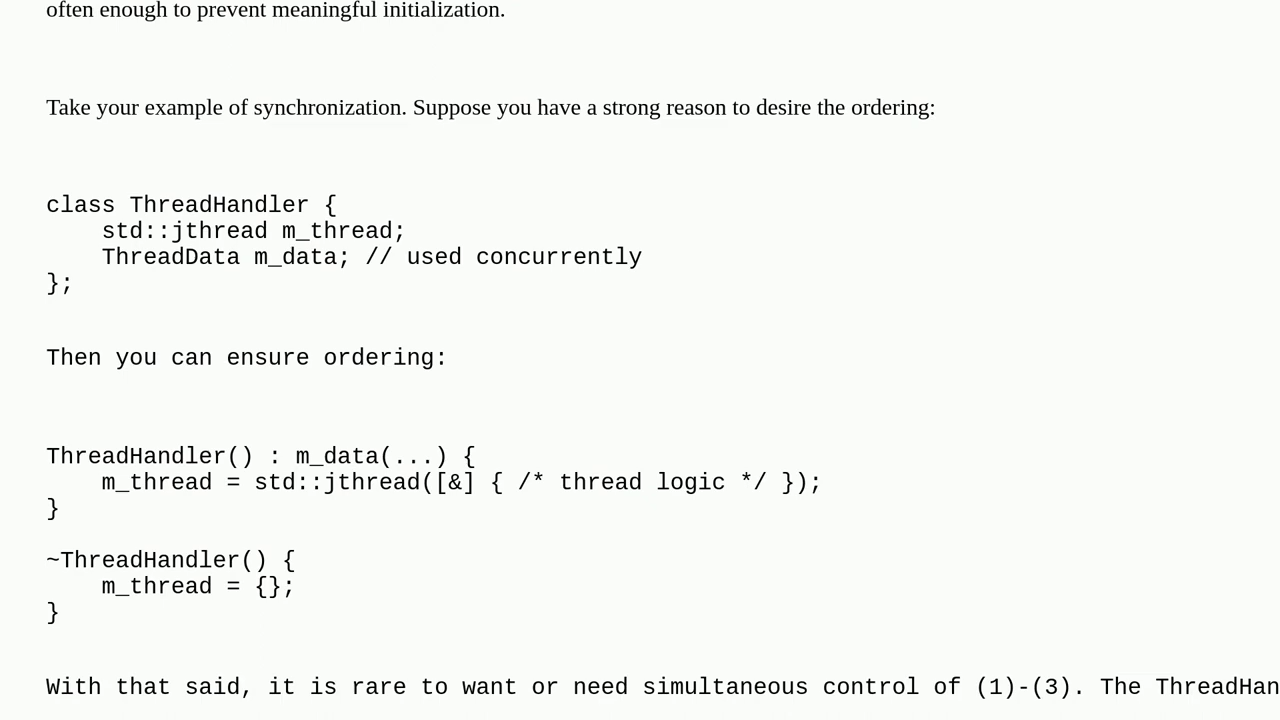 often enough to prevent meaningful initialization.
Take your example of synchronization. Suppose you have a strong reason to desire the ordering:
class ThreadHandler {
    std::jthread m_thread;
    ThreadData m_data; // used concurrently
};
Then you can ensure ordering:
ThreadHandler() : m_data(...) {
    m_thread = std::jthread([&] { /* thread logic */ });
}
~ThreadHandler() {
    m_thread = {};
}
With that said, it is rare to want or need simultaneous control of (1)-(3). The ThreadHan